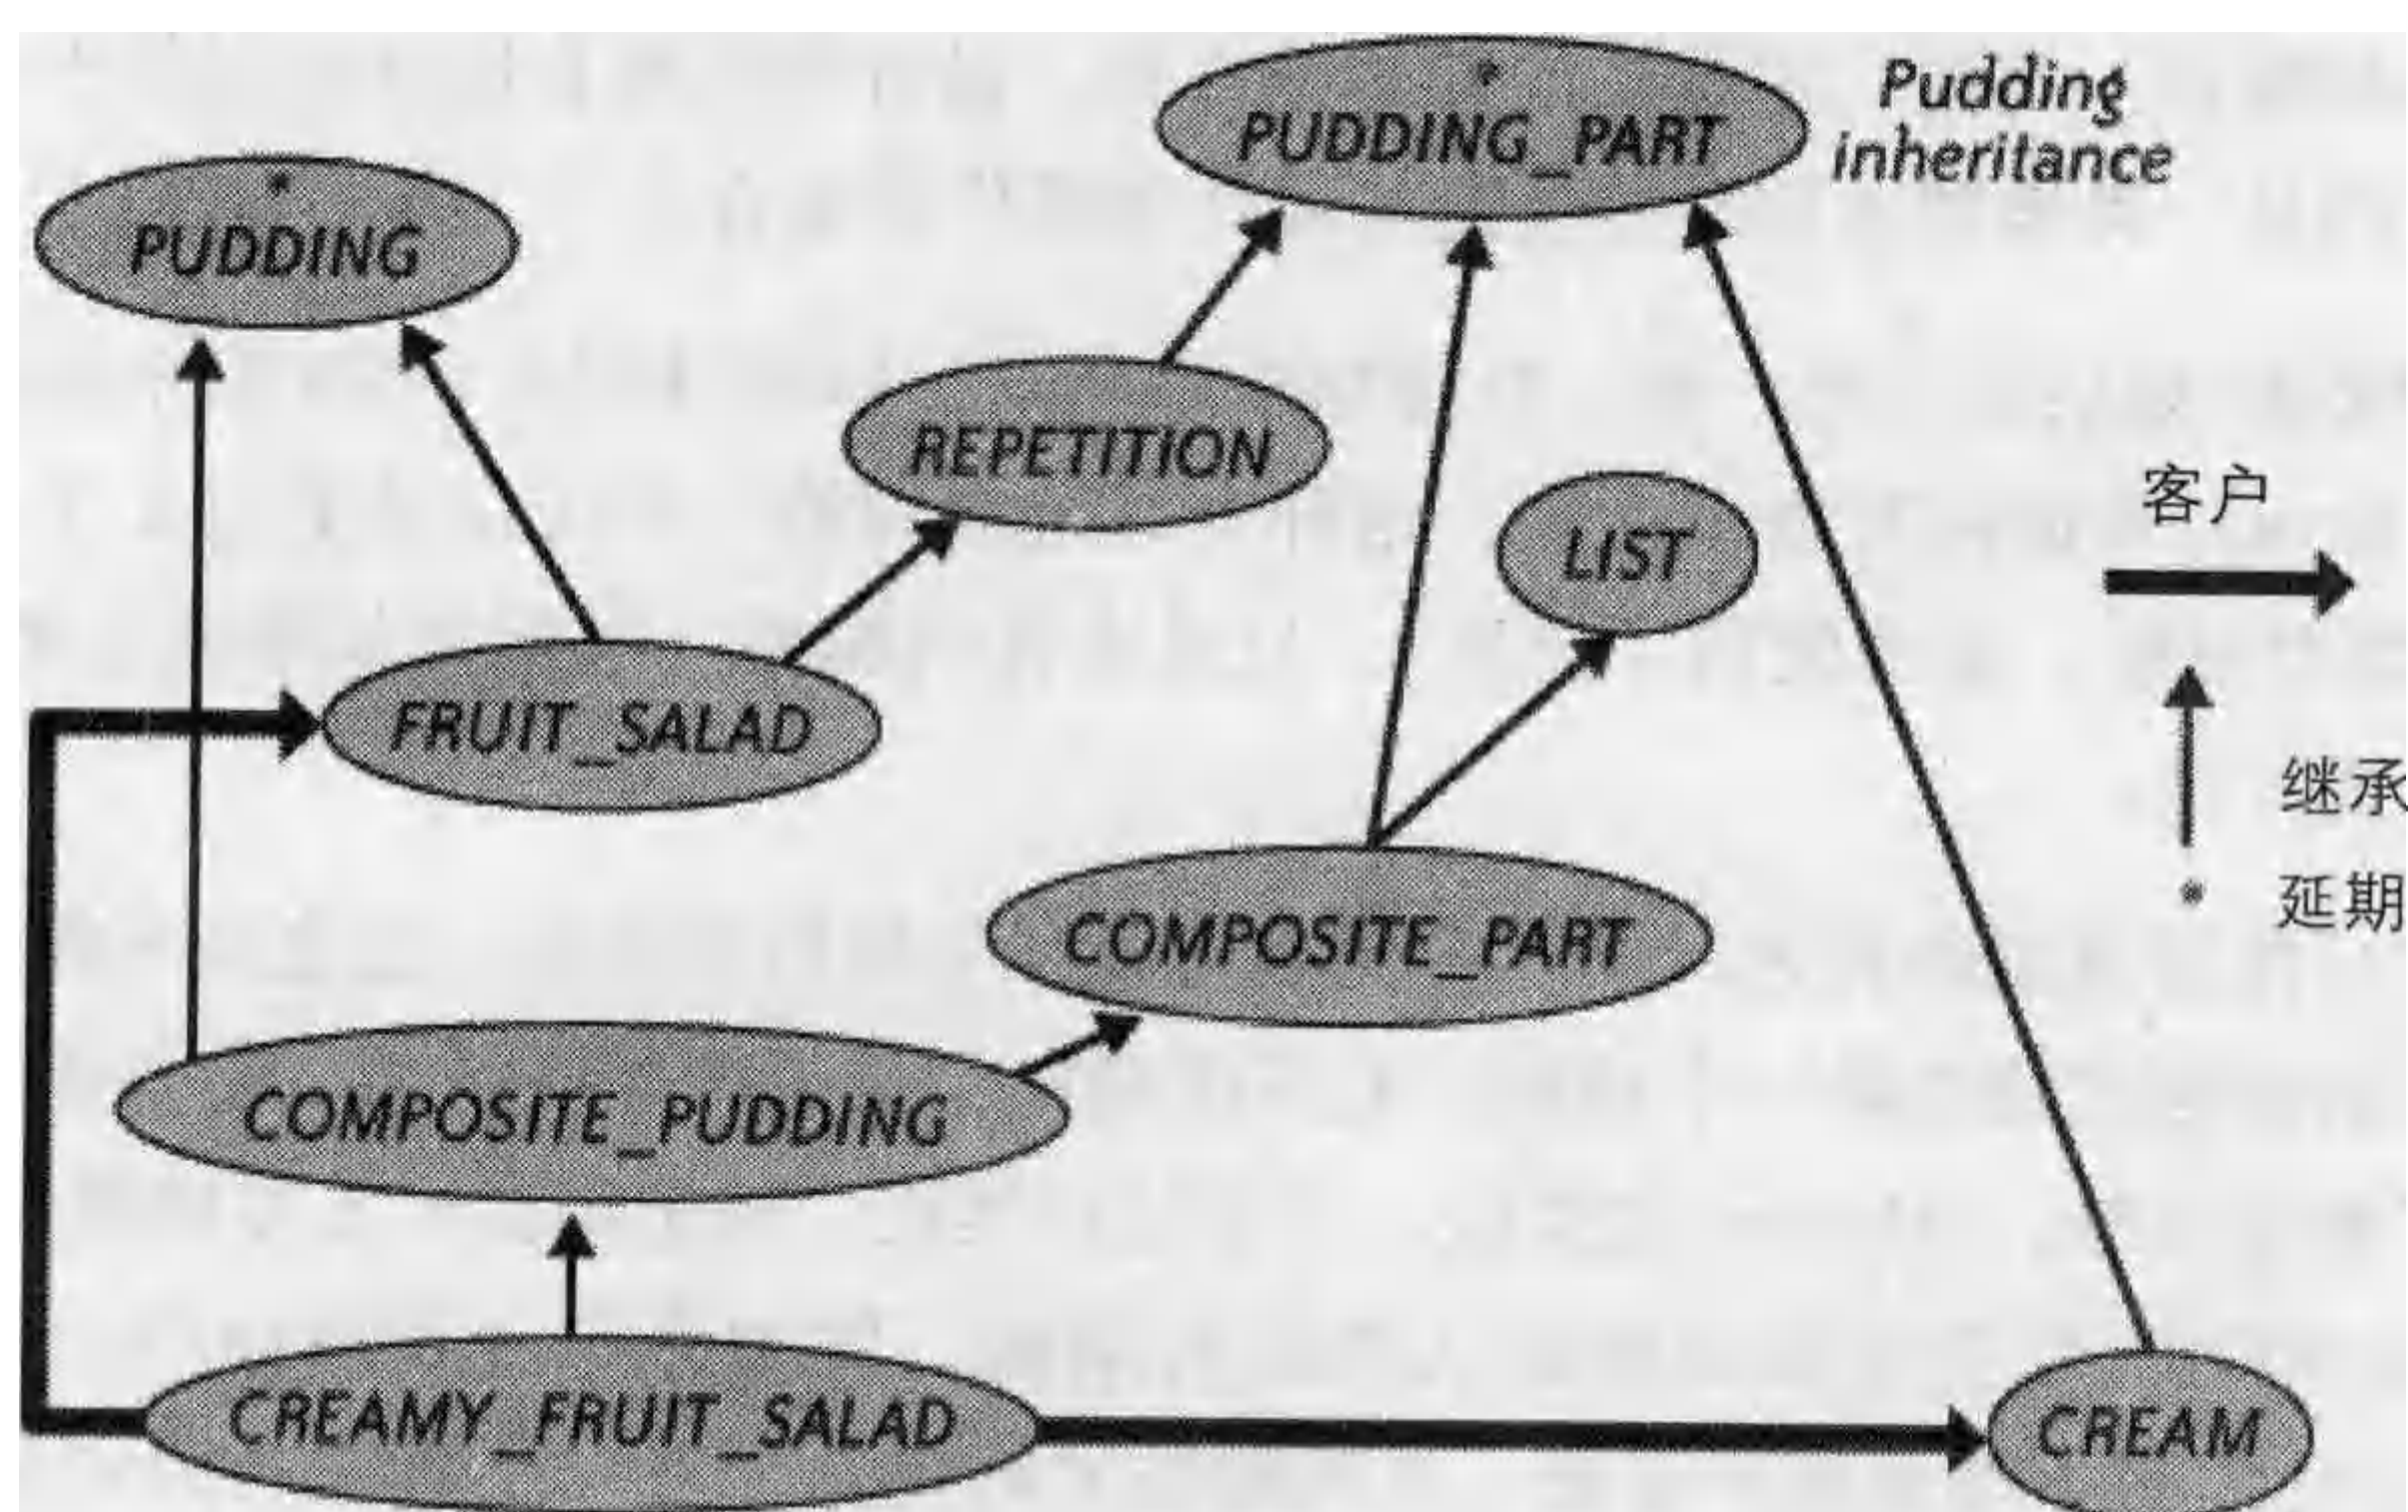 PUDDING_PART
Pudding
inheritance
PUDDING
REPETITION
LIST
客户
FRUIT_SALAD
继承
* 延期
COMPOSITE_PART
COMPOSITE_PUDDING
CREAMY_FRUIT_SALAD
CREAM